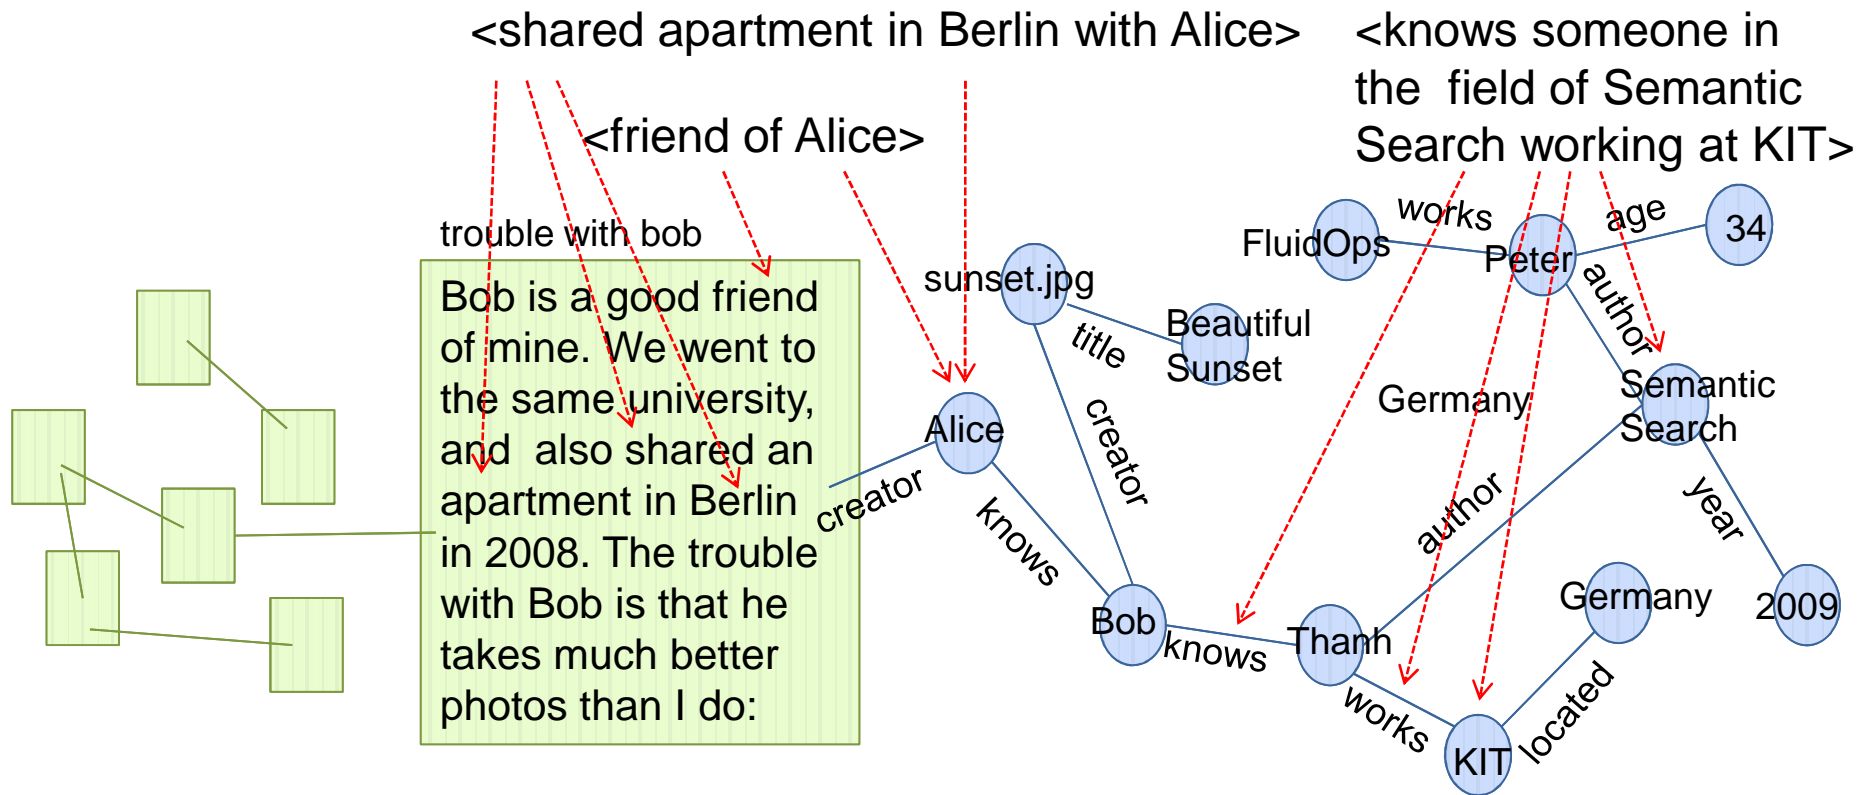 <shared apartment in Berlin with Alice>
<knows someone in
the  field of Semantic
Search working at KIT>
<friend of Alice>
trouble with bob
Bob is a good friend
of mine. We went to
the same university,
and  also shared an
apartment in Berlin
in 2008. The trouble
with Bob is that he
takes much better
photos than I do:
FluidOps
works
Peter
age
34
sunset.jpg
title
Beautiful
Sunset
author
Germany
Semantic
Search
Alice
creator
creator
knows
author
year
Bob
knows
Thanh
Germany
2009
works
located
KIT